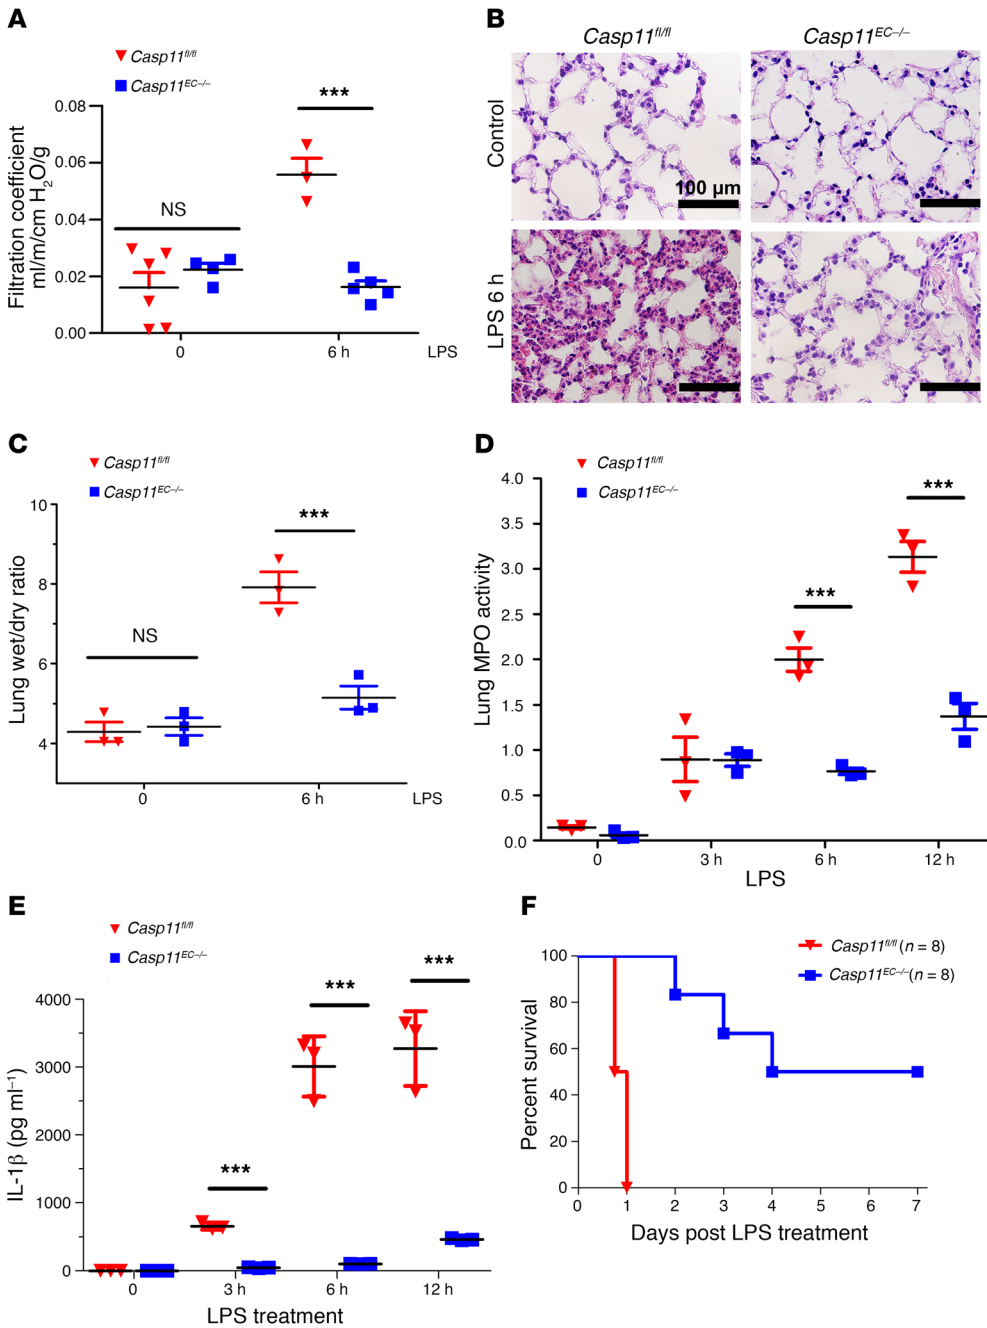 A
Casp11fl/fl
Casp11EC–/–
Filtration coefficient
ml/m/cm H2O/g
0.08
0.06
0.04
0.02
0.00
NS
***
0
6 h
LPS
B
Casp11fl/fl
Casp11EC–/–
Control
100 µm
LPS 6 h
C
Casp11fl/fl
Casp11EC–/–
Lung wet/dry ratio
10
8
6
4
NS
***
0
6 h
LPS
D
Casp11fl/fl
Casp11EC–/–
Lung MPO activity
4.0
3.5
3.0
2.5
2.0
1.5
1.0
0.5
0.0
***
***
0
3 h
6 h
12 h
LPS
E
Casp11fl/fl
Casp11EC–/–
IL-1β (pg ml–1)
4000
3000
2000
1000
0
***
***
***
0
3 h
6 h
12 h
LPS treatment
F
Casp11fl/fl (n = 8)
Casp11EC–/– (n = 8)
Percent survival
100
80
60
40
20
0
0
1
2
3
4
5
6
7
Days post LPS treatment